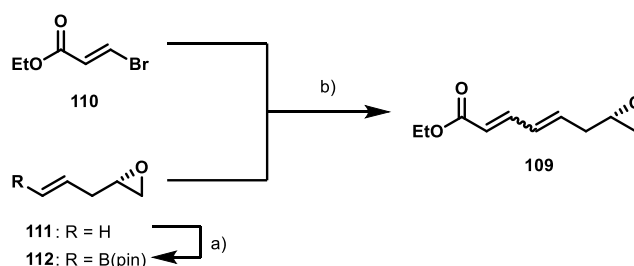 O
EtO
Br
110
b)
O
EtO
O
109
R
O
111: R = H
a)
112: R = B(pin)